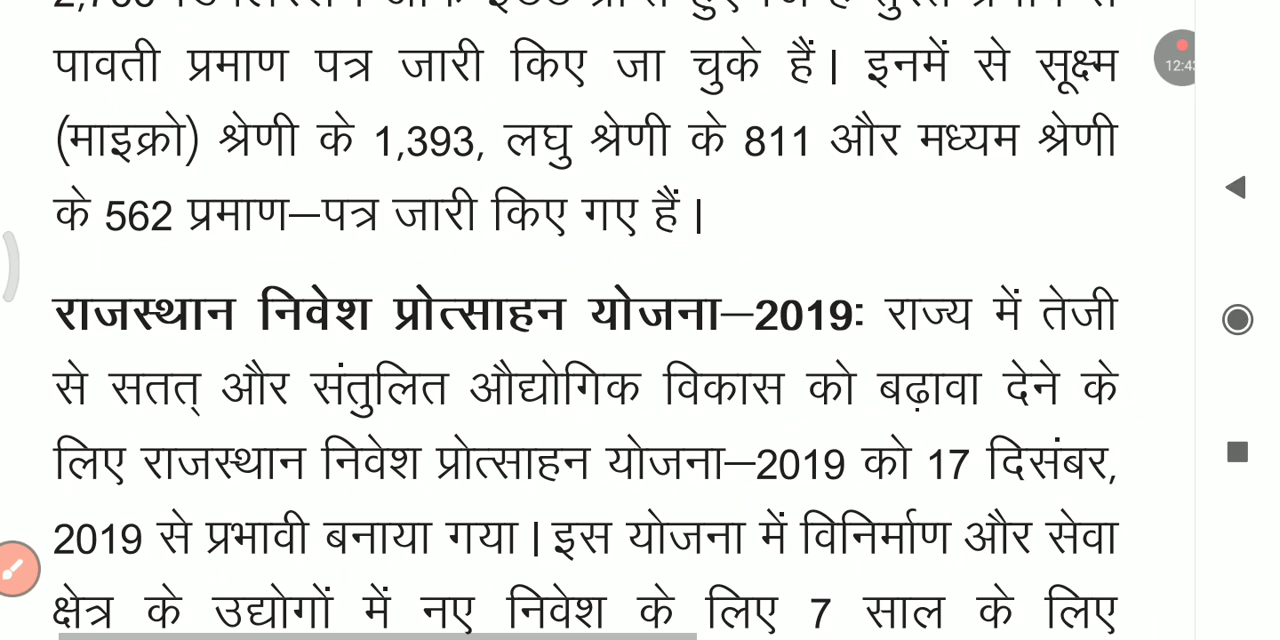 पावती प्रमाण पत्र जारी किए जा चुके हैं। इनमें से सूक्ष्म
12:43
(माइक्रो) श्रेणी के 1,393, लघु श्रेणी के 811 और मध्यम श्रेणी
के 562 प्रमाण–पत्र जारी किए गए हैं।
राजस्थान निवेश प्रोत्साहन योजना–2019: राज्य में तेजी
से सतत् और संतुलित औद्योगिक विकास को बढ़ावा देने के
लिए राजस्थान निवेश प्रोत्साहन योजना–2019 को 17 दिसंबर,
2019 से प्रभावी बनाया गया। इस योजना में विनिर्माण और सेवा
क्षेत्र के उद्योगों में नए निवेश के लिए 7 साल के लिए